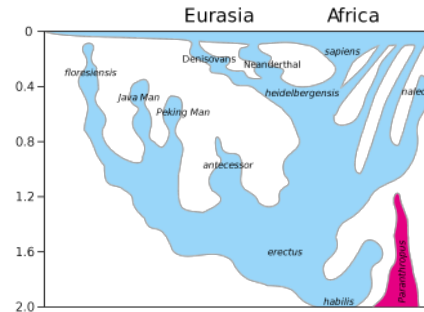 Eurasia Africa
0
sapiens
Denisovans
Neanderthal
floresiensis
0.4
heidelbergensis
Java Man
Peking Man
0.8
antecessor
1.2
erectus
1.6
Paranthropus
habilis
2.0